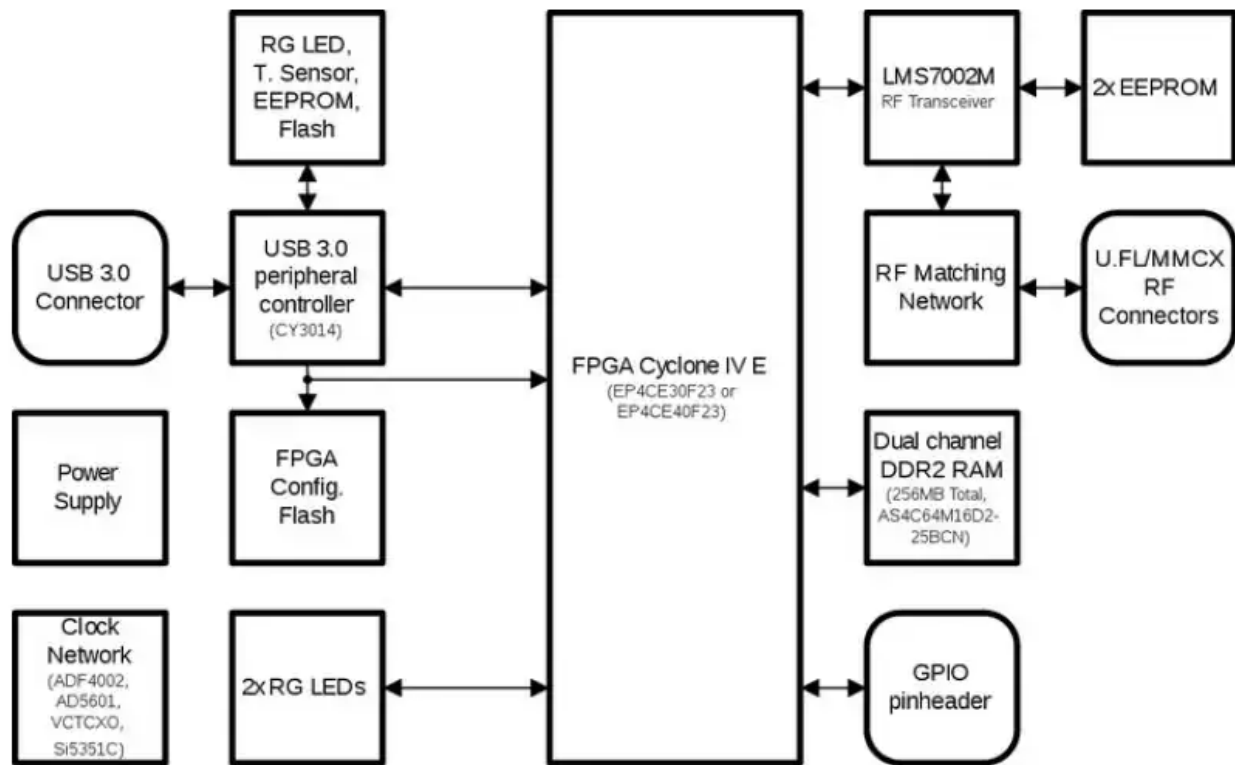 RG LED,
T. Sensor,
EEPROM,
Flash
LMS7002M
RF Transceiver
2x EEPROM
USB 3.0
Connector
USB 3.0
peripheral
controller
(CY3014)
RF Matching
Network
U.FL/MMCX
RF
Connectors
FPGA Cyclone IV E
(EP4CE30F23 or
EP4CE40F23)
Power
Supply
FPGA
Config.
Flash
Dual channel
DDR2 RAM
(256MB Total,
AS4C64M16D2-
25BCN)
Clock
Network
(ADF4002,
AD5601,
VCTCXO,
Si5351C)
2x RG LEDs
GPIO
pinheader